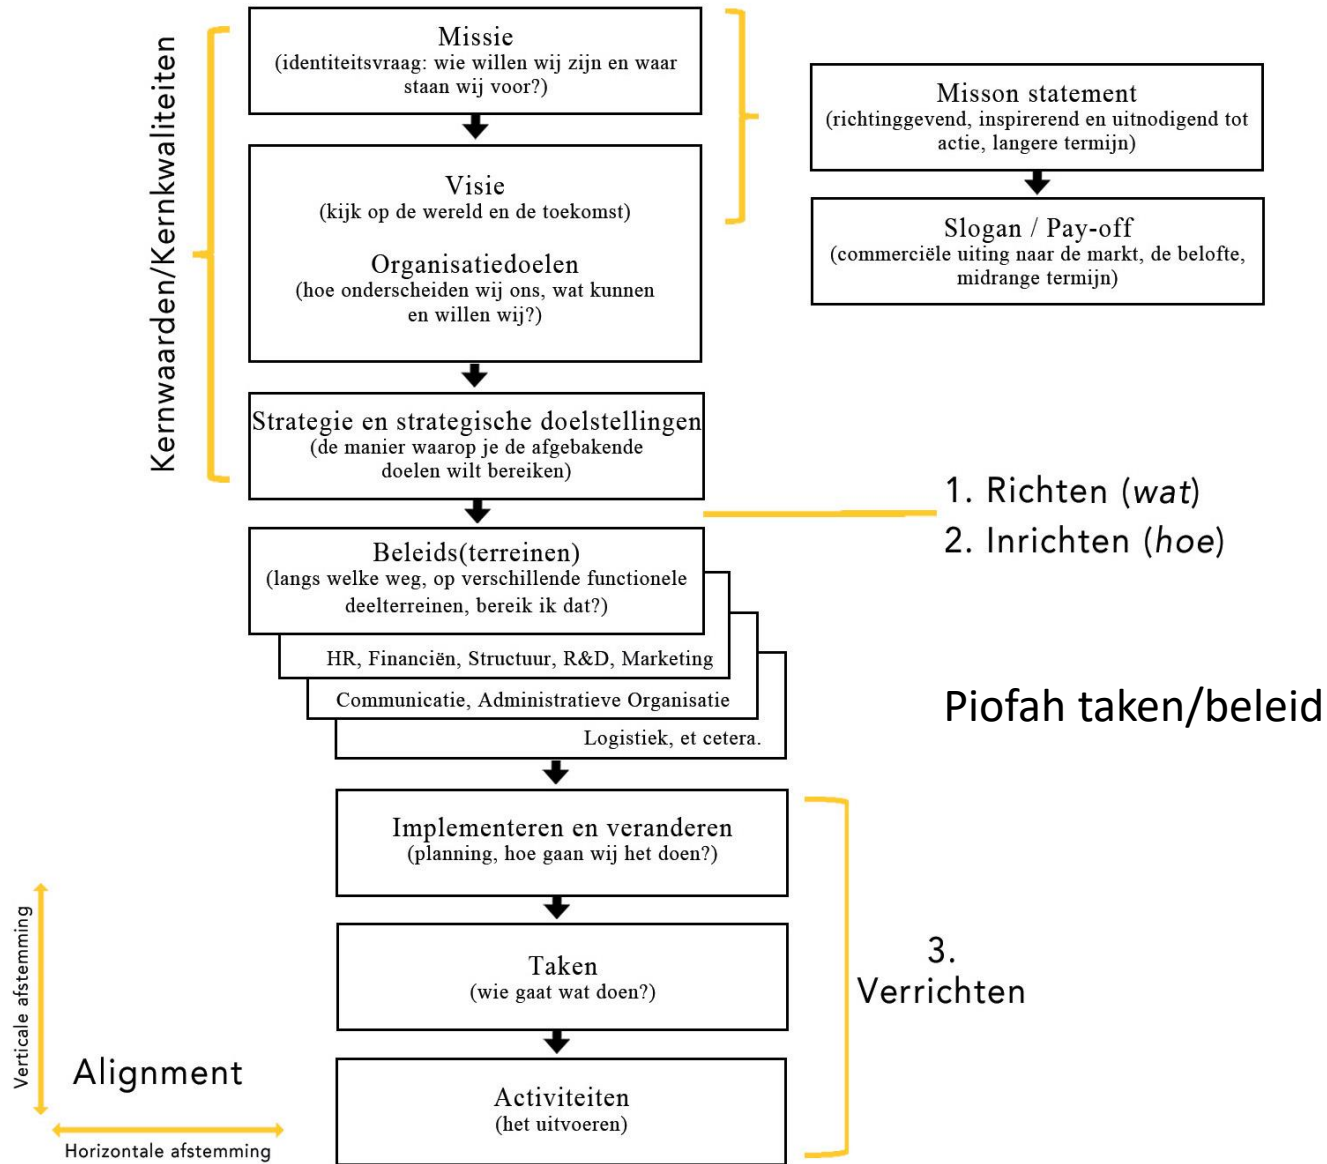 Kernwaarden/Kernkwaliteiten
Missie
(identiteitsvraag: wie willen wij zijn en waar
staan wij voor?)
Visie
(kijk op de wereld en de toekomst)
Organisatiedoelen
(hoe onderscheiden wij ons, wat kunnen
en willen wij?)
Strategie en strategische doelstellingen
(de manier waarop je de afgebakende
doelen wilt bereiken)
Misson statement
(richtinggevend, inspirerend en uitnodigend tot
actie, langere termijn)
Slogan / Pay-off
(commerciële uiting naar de markt, de belofte,
midrange termijn)
1. Richten (wat)
2. Inrichten (hoe)
Beleids(terreinen)
(langs welke weg, op verschillende functionele
deelterreinen, bereik ik dat?)
HR, Financiën, Structuur, R&D, Marketing
Communicatie, Administratieve Organisatie
Logistiek, et cetera.
Piofah taken/beleid
Implementeren en veranderen
(planning, hoe gaan wij het doen?)
Taken
(wie gaat wat doen?)
Activiteiten
(het uitvoeren)
3.
Verrichten
Verticale afstemming
Alignment
Horizontale afstemming